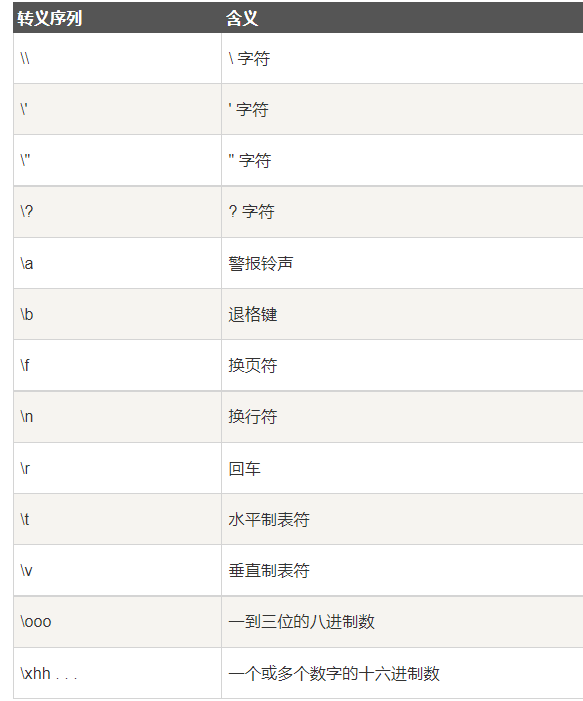 转义序列 含义
\\ \ 字符
\' ' 字符
\" " 字符
\? ? 字符
\a 警报铃声
\b 退格键
\f 换页符
\n 换行符
\r 回车
\t 水平制表符
\v 垂直制表符
\ooo 一到三位的八进制数
\xhh . . . 一个或多个数字的十六进制数